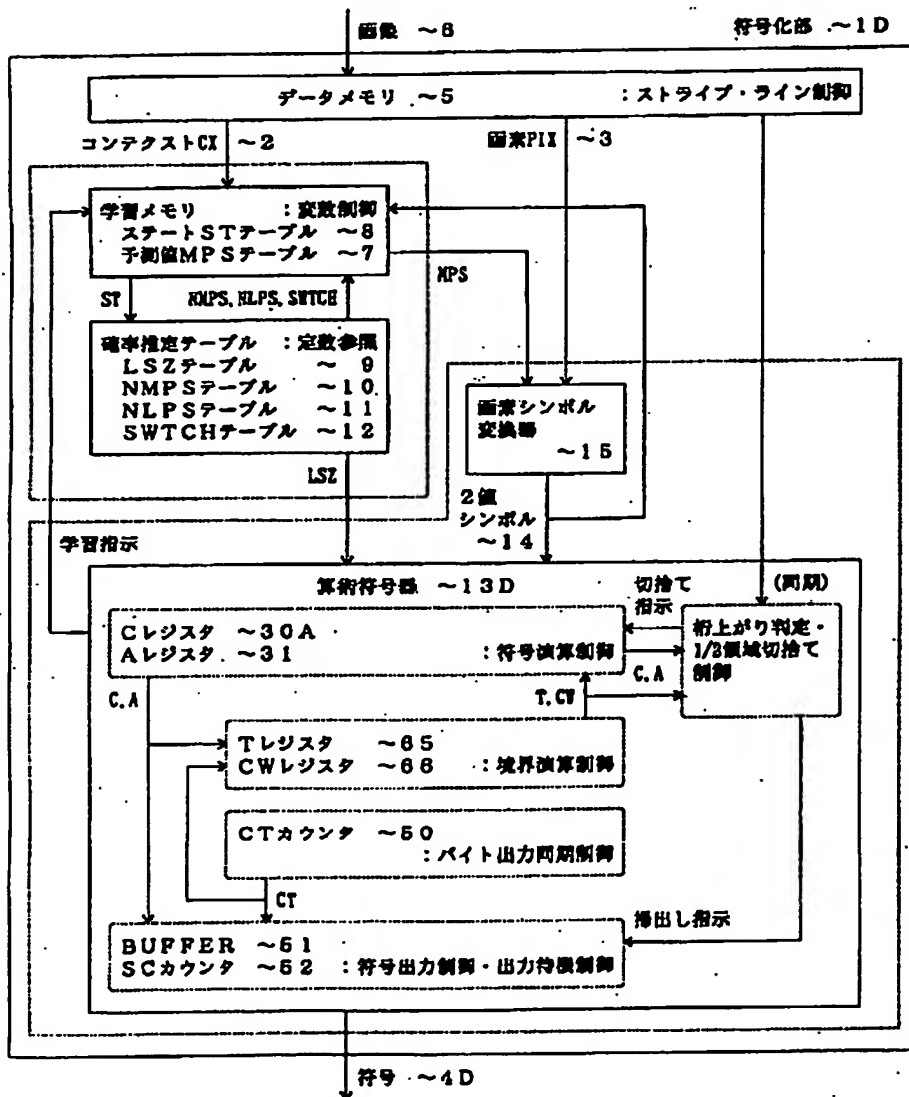 画像 ~6
符号化部 ~1D
データメモリ ~5 :ストライプ・ライン制御
コンテクストCX ~2
画素PIX ~3
学習メモリ :変数制御
ステートSTテーブル ~8
予測値MPSテーブル ~7
MPS
ST
NMPS, NLPS, SWTCH
確率推定テーブル :定数参照
LSZテーブル ~ 9
NMPSテーブル ~10
NLPSテーブル ~11
SWTCHテーブル ~12
画素シンボル
変換器
~15
LSZ
2値
シンボル
~14
学習指示
算術符号器 ~13D
切捨て
指示
(同期)
Cレジスタ ~30A
Aレジスタ ~31 :符号演算制御
桁上がり判定・
1/2領域切捨て
制御
C.A
C.A
T.CW
Tレジスタ ~65
CWレジスタ ~66 :境界演算制御
CTカウンタ ~50
:バイト出力同期制御
CT
掃出し指示
BUFFER ~51
SCカウンタ ~52 :符号出力制御・出力待機制御
符号 ~4D